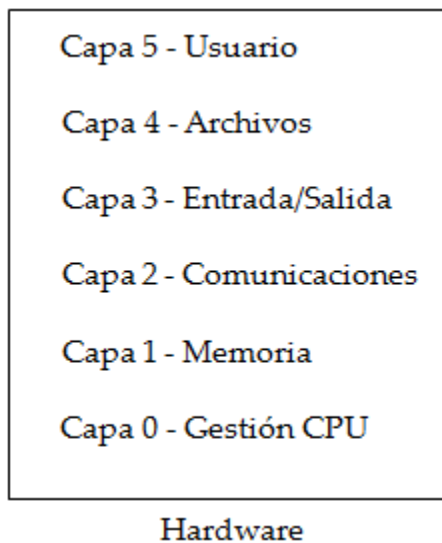 Capa 5 - Usuario
Capa 4 - Archivos
Capa 3 - Entrada/Salida
Capa 2 - Comunicaciones
Capa 1 - Memoria
Capa 0 - Gestión CPU
Hardware